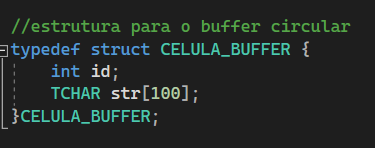 //estrutura para o buffer circular
typedef struct CELULA_BUFFER {
int id;
TCHAR str[100];
}CELULA_BUFFER;